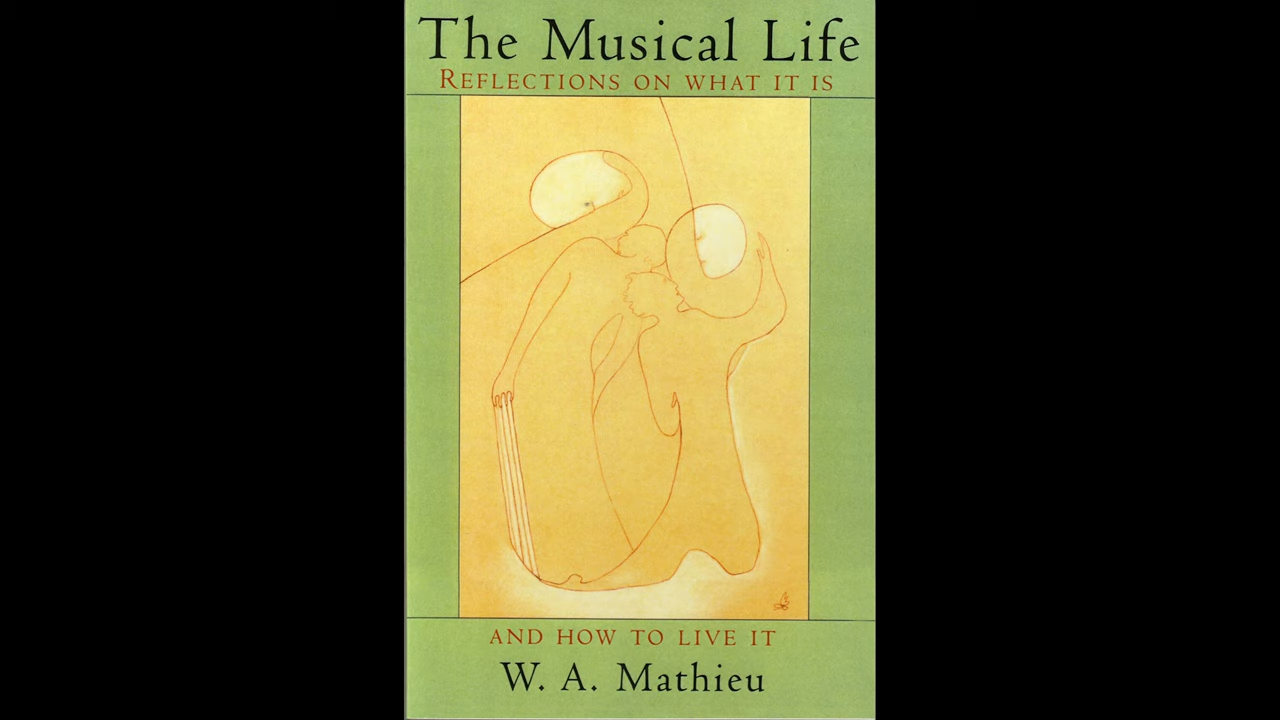 The Musical Life
REFLECTIONS ON WHAT IT IS
AND HOW TO LIVE IT
W. A. Mathieu